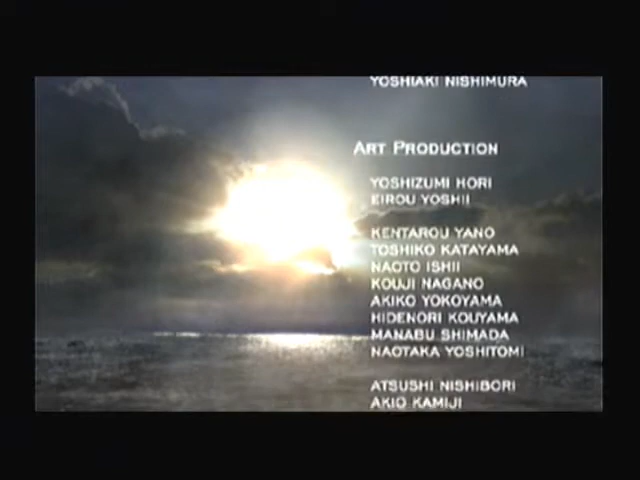 YOSHIAKI NISHIMURA
ART PRODUCTION
YOSHIZUMI HORI
EIROU YOSHII
KENTAROU YANO
TOSHIKO KATAYAMA
NAOTO ISHII
KOUJI NAGANO
AKIKO YOKOYAMA
HIDENORI KOUYAMA
MANABU SHIMADA
NAOTAKA YOSHITOMI
ATSUSHI NISHIBORI
AKIO KAMIJI